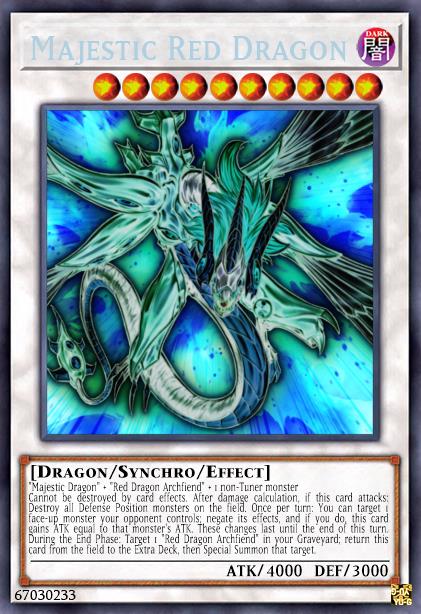 MAJESTIC RED DRAGON
DARK
闇
[DRAGON/SYNCHRO/EFFECT]
"Majestic Dragon" + "Red Dragon Archfiend" + 1 non-Tuner monster
Cannot be destroyed by card effects. After damage calculation, if this card attacks:
Destroy all Defense Position monsters on the field. Once per turn: You can target 1
face-up monster your opponent controls; negate its effects, and if you do, this card
gains ATK equal to that monster's ATK. These changes last until the end of this turn.
During the End Phase: Target 1 "Red Dragon Archfiend" in your Graveyard; return this
card from the field to the Extra Deck, then Special Summon that target.
ATK/4000 DEF/3000
67030233